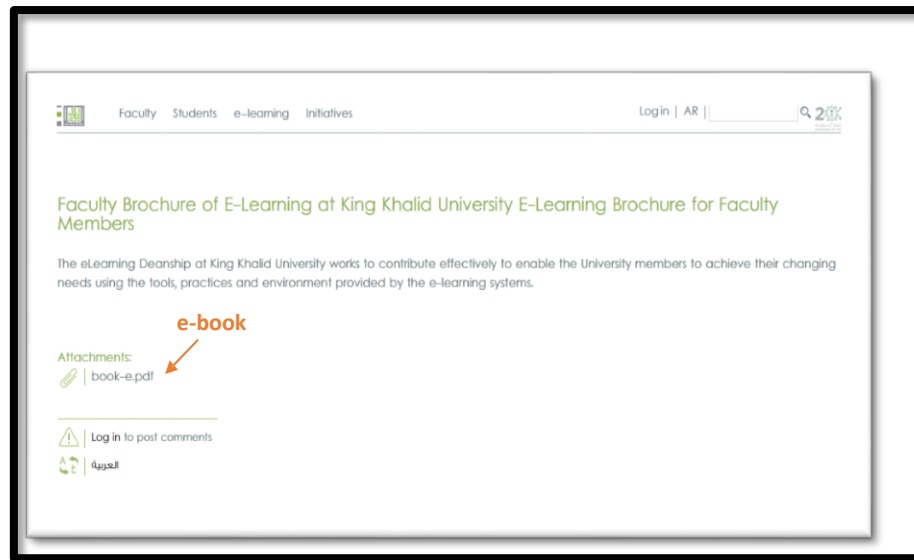 Faculty Students e-learning Initiatives Login | AR |
Faculty Brochure of E-Learning at King Khalid University E-Learning Brochure for Faculty
Members
The eLearning Deanship at King Khalid University works to contribute effectively to enable the University members to achieve their changing
needs using the tools, practices and environment provided by the e-learning systems.
e-book
Attachments:
book-e.pdf
Log in to post comments
العربية